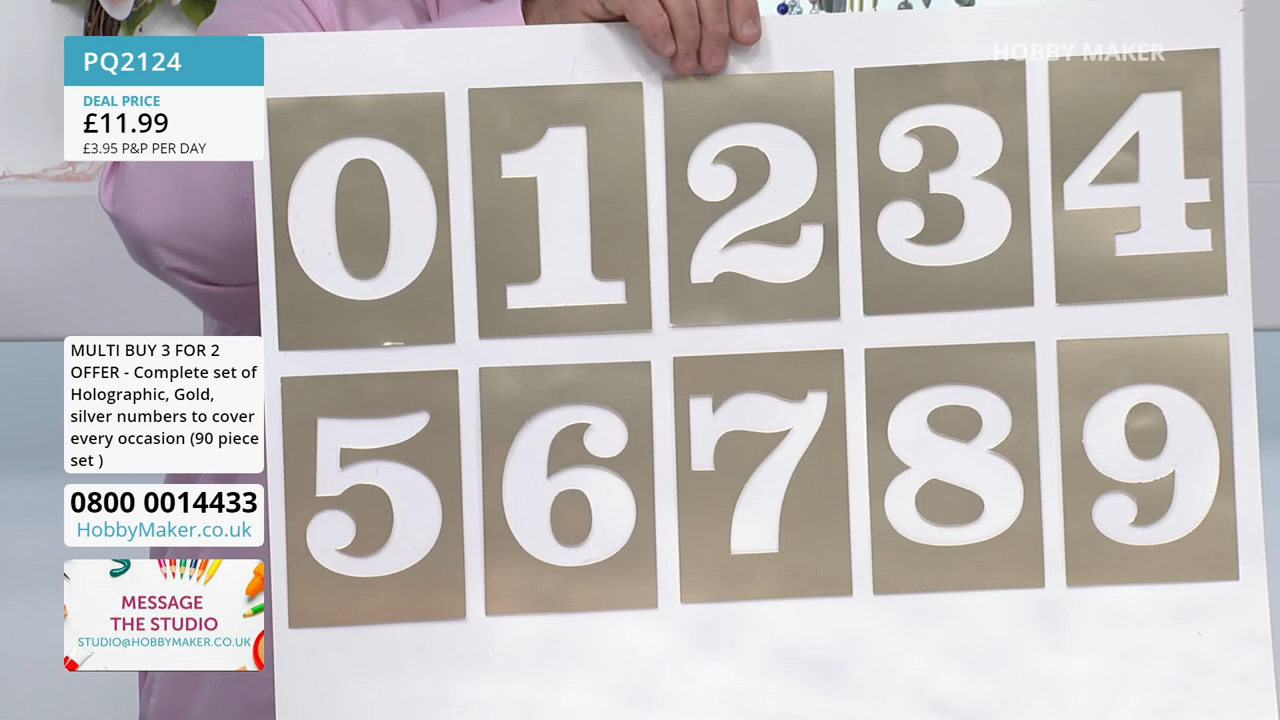 PQ2124
DEAL PRICE
£11.99
£3.95 P&P PER DAY
HOBBY MAKER
0 1 2 3 4
5 6 7 8 9
MULTI BUY 3 FOR 2
OFFER - Complete set of
Holographic, Gold,
silver numbers to cover
every occasion (90 piece
set )
0800 0014433
HobbyMaker.co.uk
MESSAGE
THE STUDIO
STUDIO@HOBBYMAKER.CO.UK